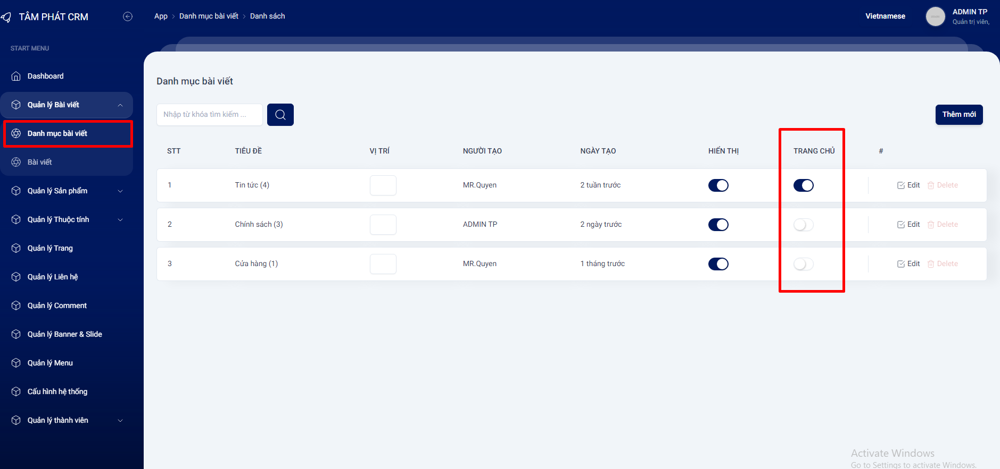 TÂM PHÁT CRM
App > Danh mục bài viết > Danh sách
Vietnamese
ADMIN TP
Quản trị viên,
START MENU
Dashboard
Quản lý Bài viết
Danh mục bài viết
Bài viết
Quản lý Sản phẩm
Quản lý Thuộc tính
Quản lý Trang
Quản lý Liên hệ
Quản lý Comment
Quản lý Banner & Slide
Quản lý Menu
Cấu hình hệ thống
Quản lý thành viên
Danh mục bài viết
Nhập từ khóa tìm kiếm ...
Thêm mới
STT TIÊU ĐỀ VỊ TRÍ NGƯỜI TẠO NGÀY TẠO HIỂN THỊ TRANG CHỦ #
1 Tin tức (4) MR.Quyen 2 tuần trước Edit Delete
2 Chính sách (3) ADMIN TP 2 ngày trước Edit Delete
3 Cửa hàng (1) MR.Quyen 1 tháng trước Edit Delete
Activate Windows
Go to Settings to activate Windows.